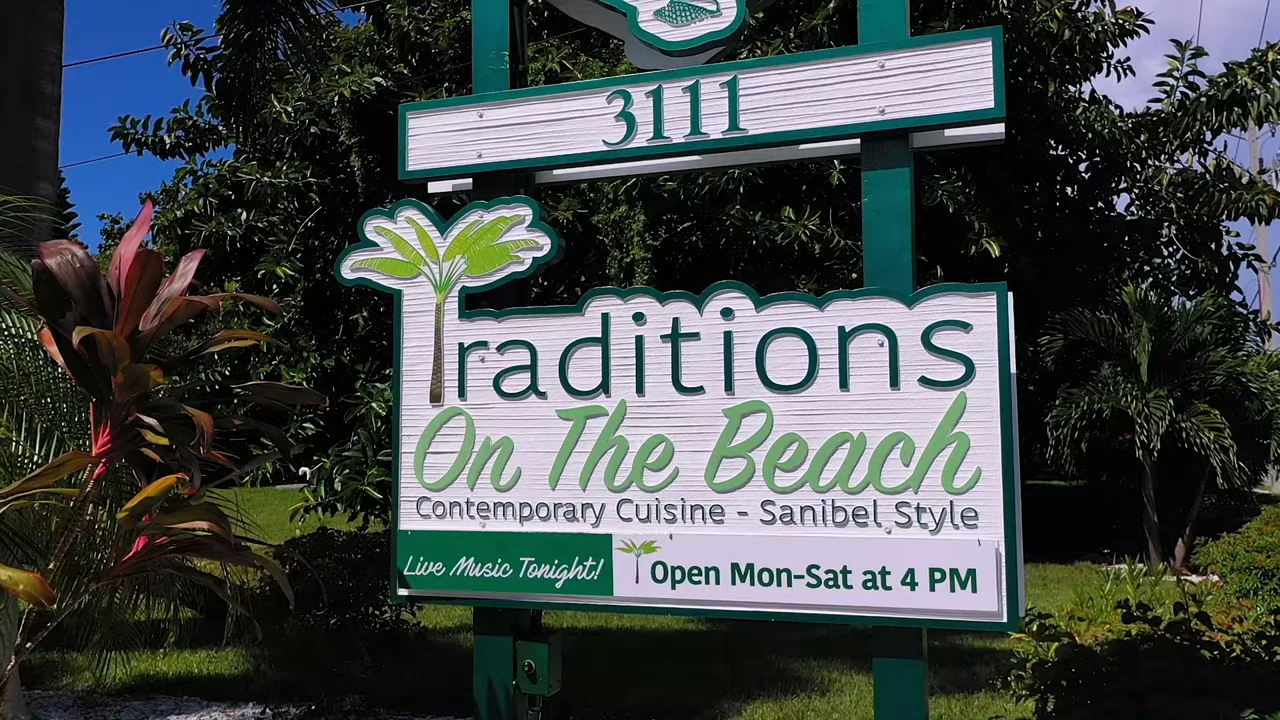 3111
Traditions
On The Beach
Contemporary Cuisine - Sanibel Style
Live Music Tonight! Open Mon-Sat at 4 PM